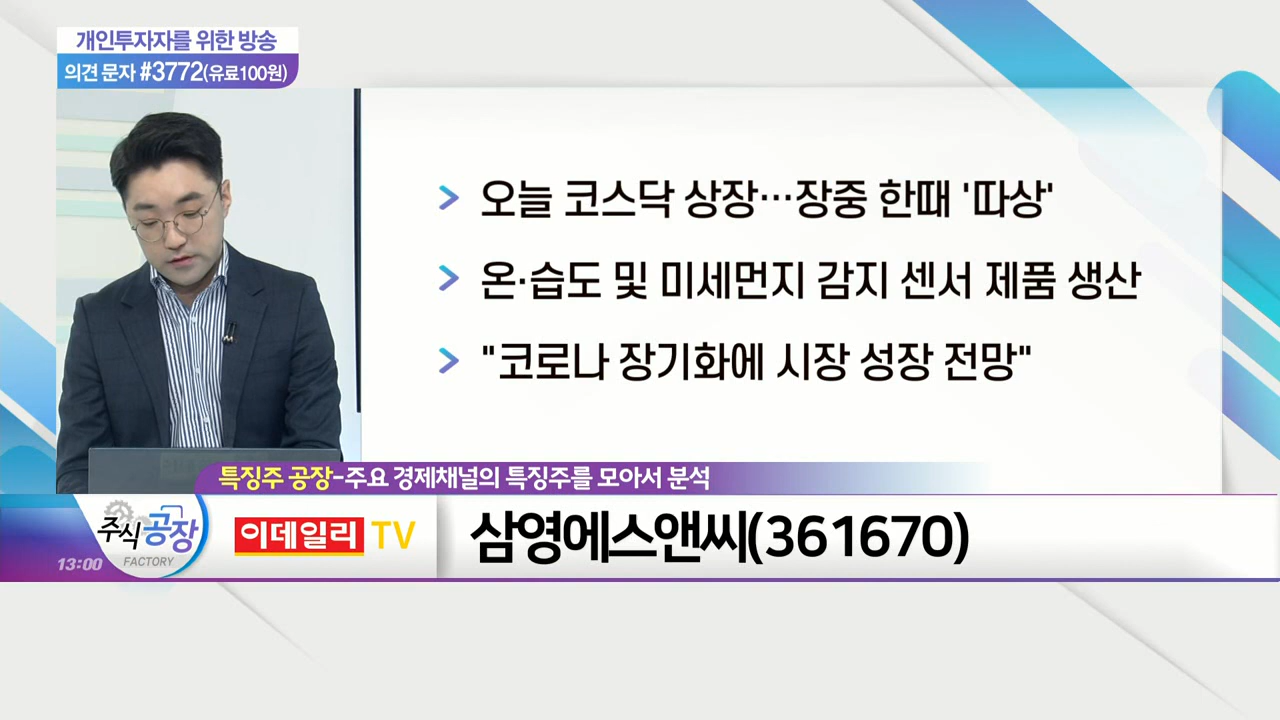 개인투자자를 위한 방송
의견 문자 #3772(유료100원)
> 오늘 코스닥 상장…장중 한때 '따상'
> 온·습도 및 미세먼지 감지 센서 제품 생산
> "코로나 장기화에 시장 성장 전망"
특징주 공장-주요 경제채널의 특징주를 모아서 분석
주식공장
FACTORY
13:00
이데일리 TV
삼영에스앤씨(361670)